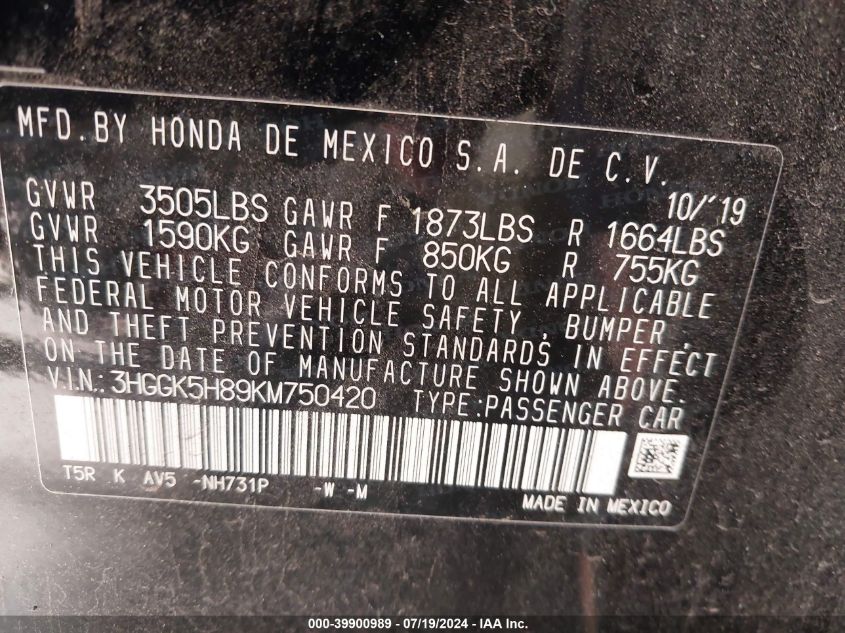 MFD. BY HONDA DE MEXICO S.A. DE C.V.
10/'19
GVWR 3505LBS GAWR F 1873LBS R 1664LBS
GVWR 1590KG GAWR F 850KG R 755KG
THIS VEHICLE CONFORMS TO ALL APPLICABLE
FEDERAL MOTOR VEHICLE SAFETY, BUMPER,
AND THEFT PREVENTION STANDARDS IN EFFECT
ON THE DATE OF MANUFACTURE SHOWN ABOVE.
V.I.N.: 3HGGK5H89KM750420 TYPE:PASSENGER CAR
T5R K AV5 -NH731P -W -M
MADE IN MEXICO
000-39900989 / 07/19/2024 - IAA Inc.